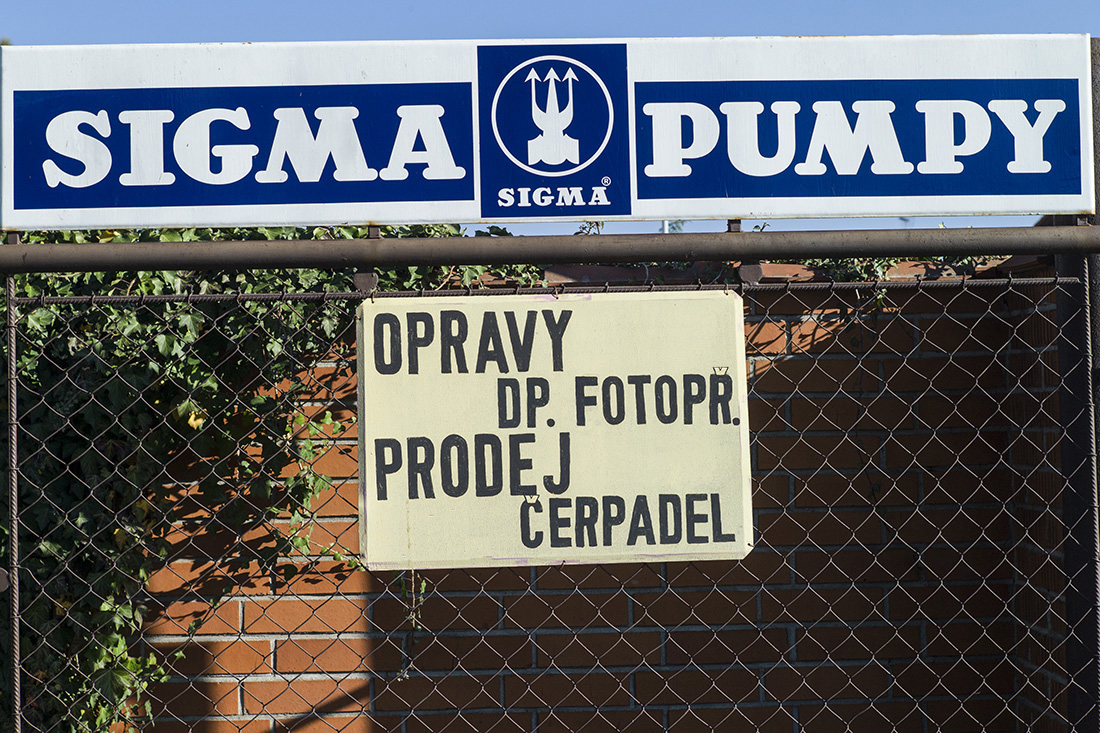 SIGMA PUMPY
SIGMA®
OPRAVY
DP. FOTOPŘ.
PRODEJ
ČERPADEL